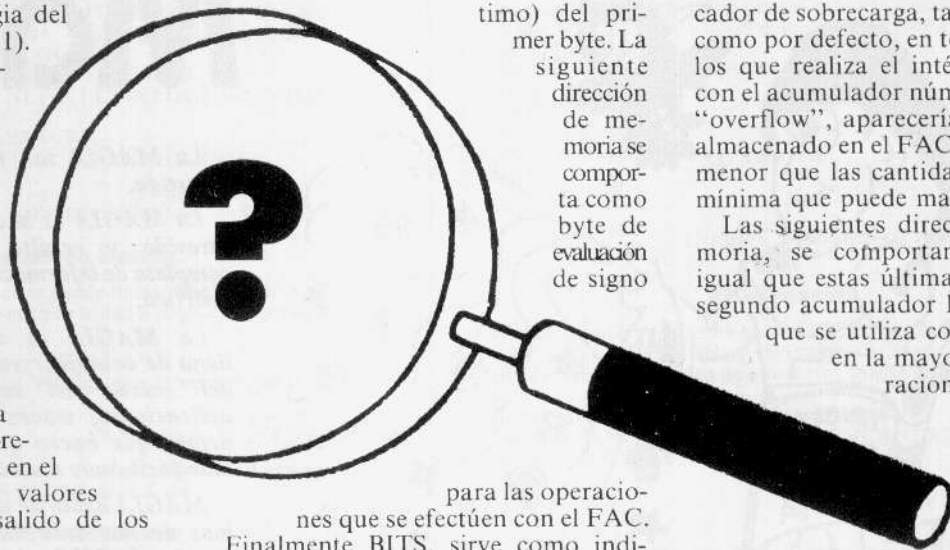 gia del
1).
?
a
re-
en el
valores
salido de los
timo) del pri-
mer byte. La
siguiente
dirección
de me-
moria se
compor-
ta como
byte de
evaluación
de signo
para las operacio-
nes que se efectúen con el FAC.
Finalmente BITS, sirve como indi-
cador de sobrecarga, ta
como por defecto, en t
los que realiza el inté
con el acumulador núm
"overflow", aparecería
almacenado en el FAC
menor que las cantida
mínima que puede ma
Las siguientes direc
moria, se comportan
igual que estas última
segundo acumulador
que se utiliza co
en la mayo
racion